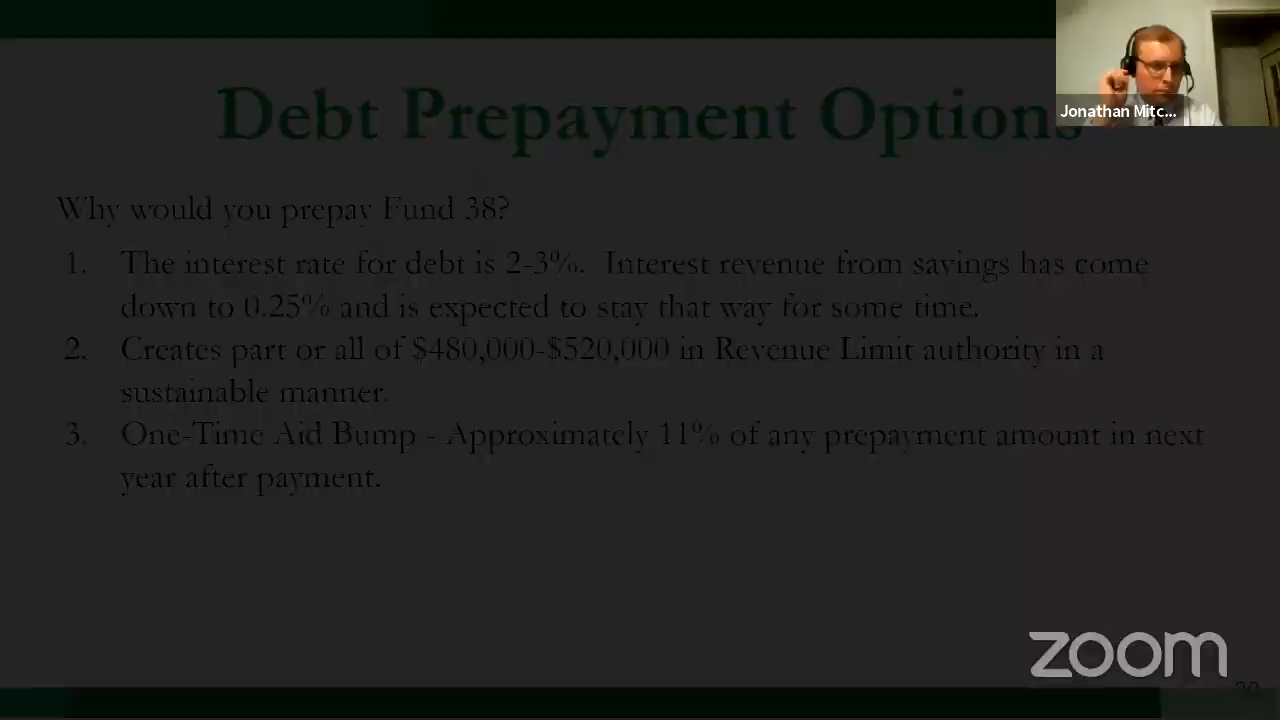 Debt Prepayment Options
Jonathan Mitc...
Why would you prepay Fund 38?
1. The interest rate for debt is 2-3%. Interest revenue from savings has come
down to 0.25% and is expected to stay that way for some time.
2. Creates part or all of $480,000-$520,000 in Revenue Limit authority in a
sustainable manner.
3. One-Time Aid Bump - Approximately 11% of any prepayment amount in next
year after payment.
zoom